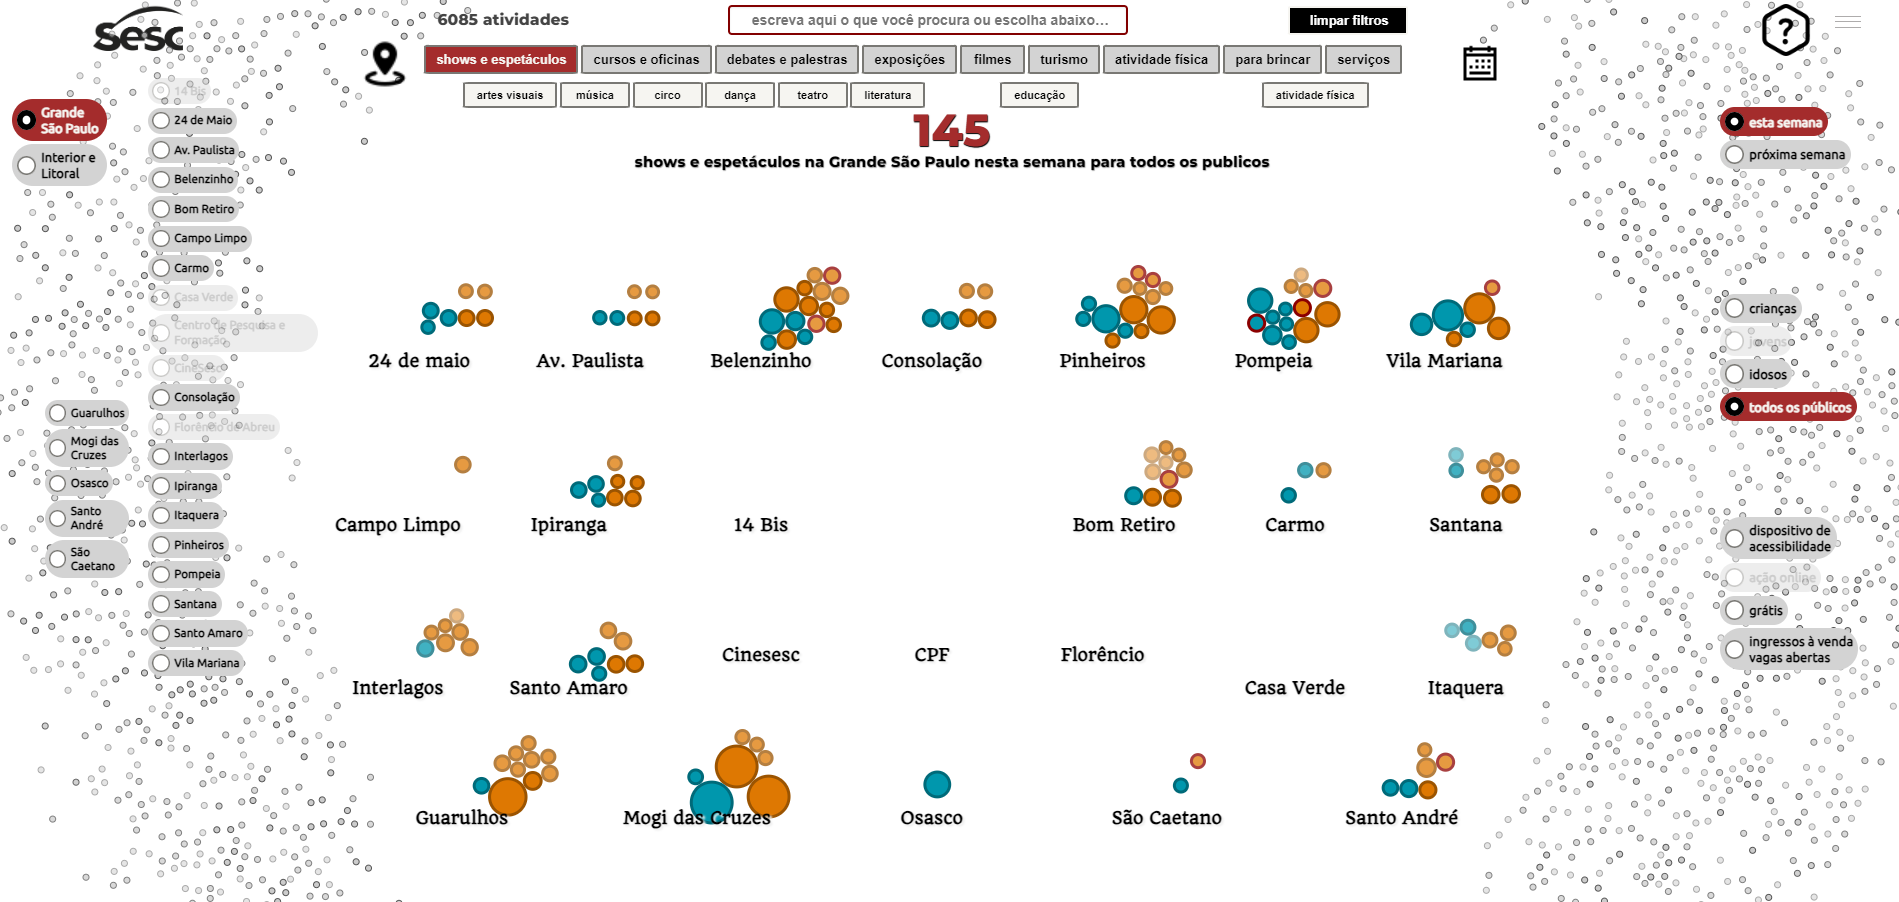 Sesc
6085 atividades
escreva aqui o que você procura ou escolha abaixo...
limpar filtros
?
shows e espetáculos
cursos e oficinas
debates e palestras
exposições
filmes
turismo
atividade física
para brincar
serviços
artes visuais
música
circo
dança
teatro
literatura
educação
atividade física
145
shows e espetáculos na Grande São Paulo nesta semana para todos os publicos
Grande
São Paulo
Interior e
Litoral
14 Bis
24 de Maio
Av. Paulista
Belenzinho
Bom Retiro
Campo Limpo
Carmo
Casa Verde
Centro de Pesquisa e
Formação
CineSesc
Consolação
Florêncio de Abreu
Interlagos
Ipiranga
Itaquera
Pinheiros
Pompeia
Santana
Santo Amaro
Vila Mariana
Guarulhos
Mogi das
Cruzes
Osasco
Santo
André
São
Caetano
24 de maio
Av. Paulista
Belenzinho
Consolação
Pinheiros
Pompeia
Vila Mariana
Campo Limpo
Ipiranga
14 Bis
Bom Retiro
Carmo
Santana
Interlagos
Santo Amaro
Cinesesc
CPF
Florêncio
Casa Verde
Itaquera
Guarulhos
Mogi das Cruzes
Osasco
São Caetano
Santo André
esta semana
próxima semana
crianças
jovens
idosos
todos os públicos
dispositivo de
acessibilidade
ação online
grátis
ingressos à venda
vagas abertas